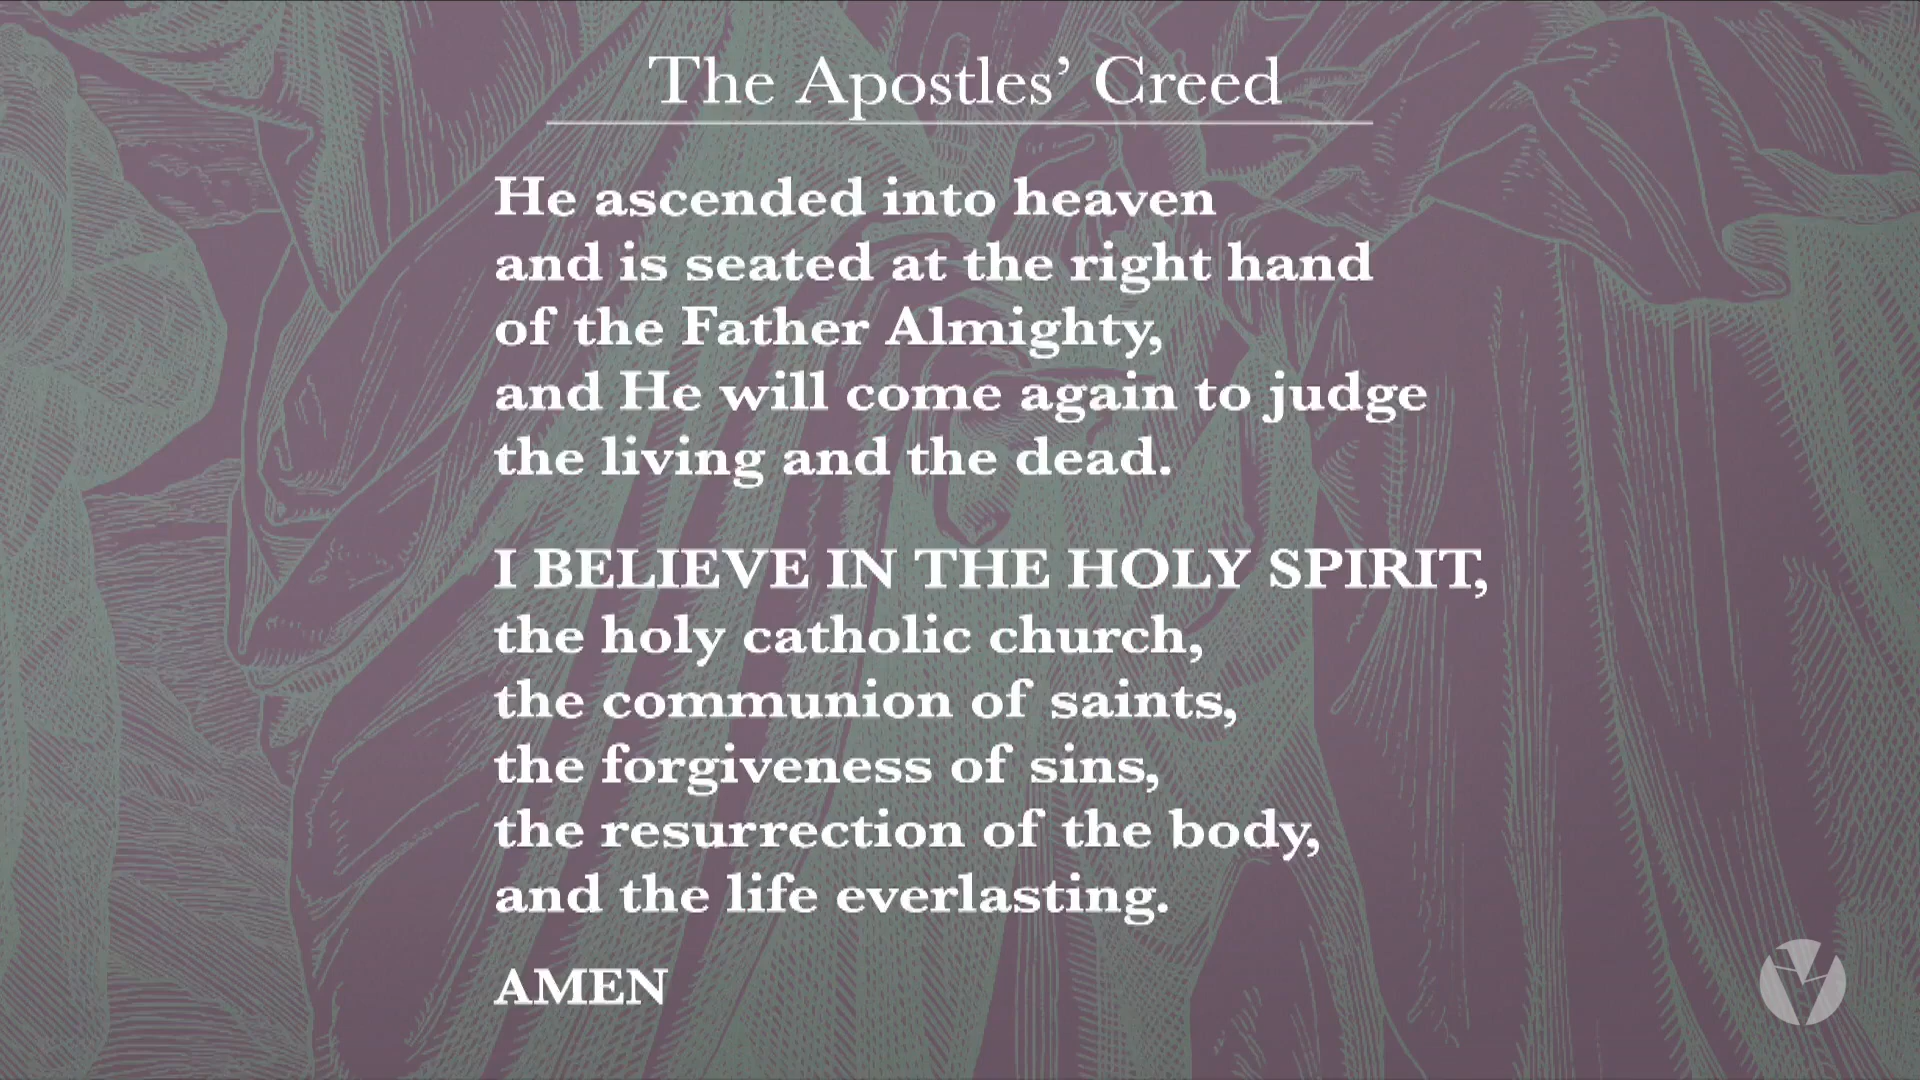 The Apostles’ Creed
He ascended into heaven
and is seated at the right hand
of the Father Almighty,
and He will come again to judge
the living and the dead.
I BELIEVE IN THE HOLY SPIRIT,
the holy catholic church,
the communion of saints,
the forgiveness of sins,
the resurrection of the body,
and the life everlasting.
AMEN